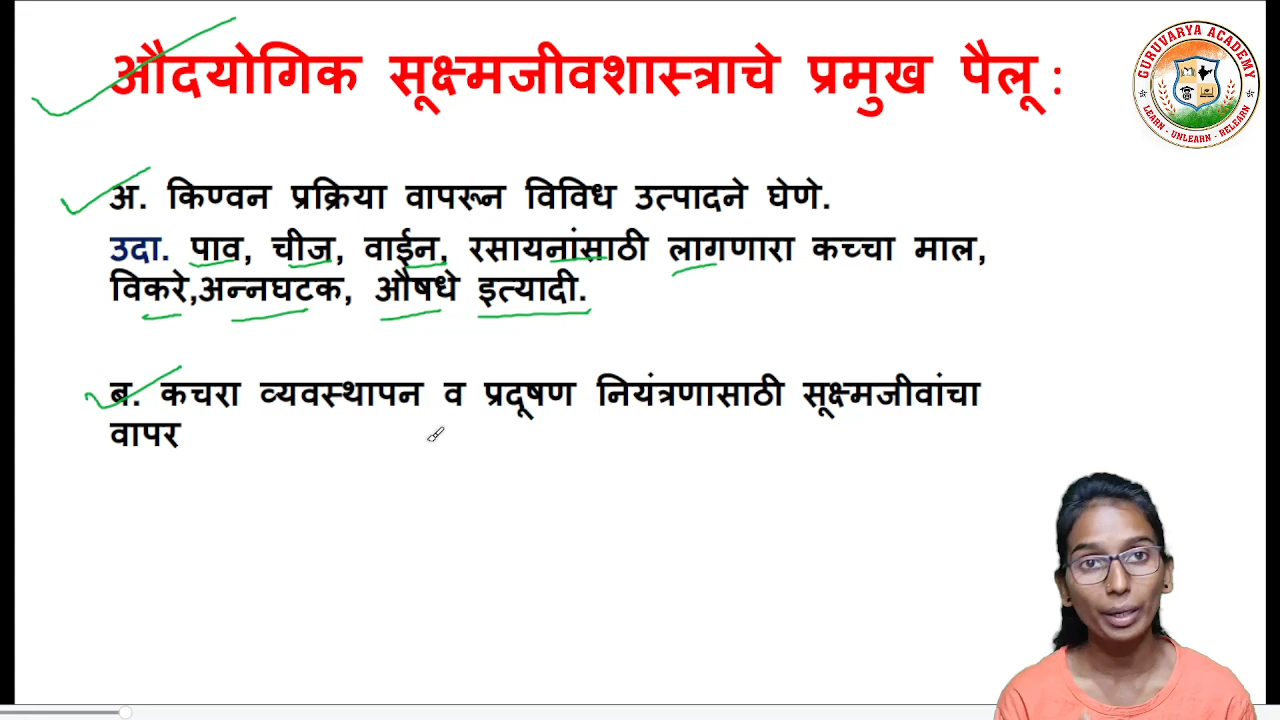 औदयोगिक सूक्ष्मजीवशास्त्राचे प्रमुख पैलू :
GURUVARYA ACADEMY
LEARN - UNLEARN - RELEARN
अ. किण्वन प्रक्रिया वापरून विविध उत्पादने घेणे.
उदा. पाव, चीज, वाईन, रसायनांसाठी लागणारा कच्चा माल,
विकरे,अन्नघटक, औषधे इत्यादी.
ब. कचरा व्यवस्थापन व प्रदूषण नियंत्रणासाठी सूक्ष्मजीवांचा
वापर